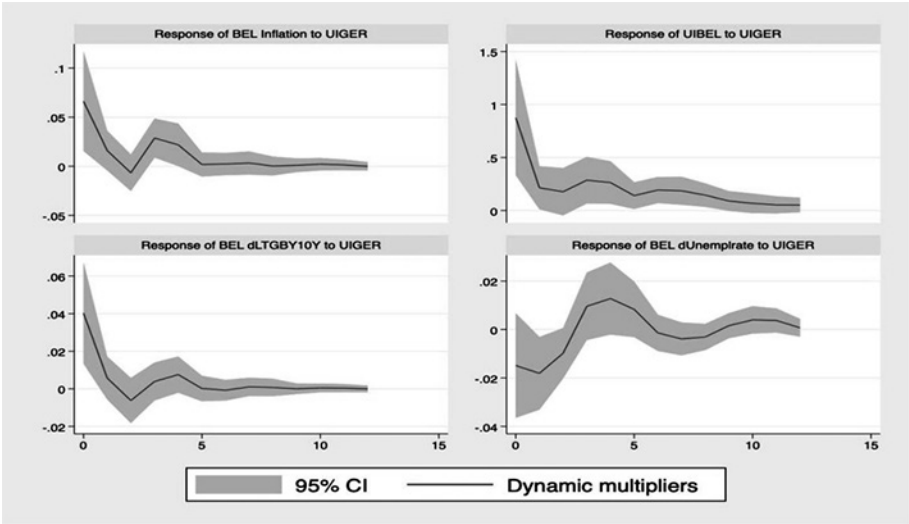 Response of BEL Inflation to UIGER
.1
.05
0
-.05
Response of UIBEL to UIGER
1.5
1
.5
0
Response of BEL dLTGBY10Y to UIGER
.06
.04
.02
0
-.02
0 5 10 15
Response of BEL dUnemplrate to UIGER
.02
0
-.02
-.04
0 5 10 15
95% CI Dynamic multipliers